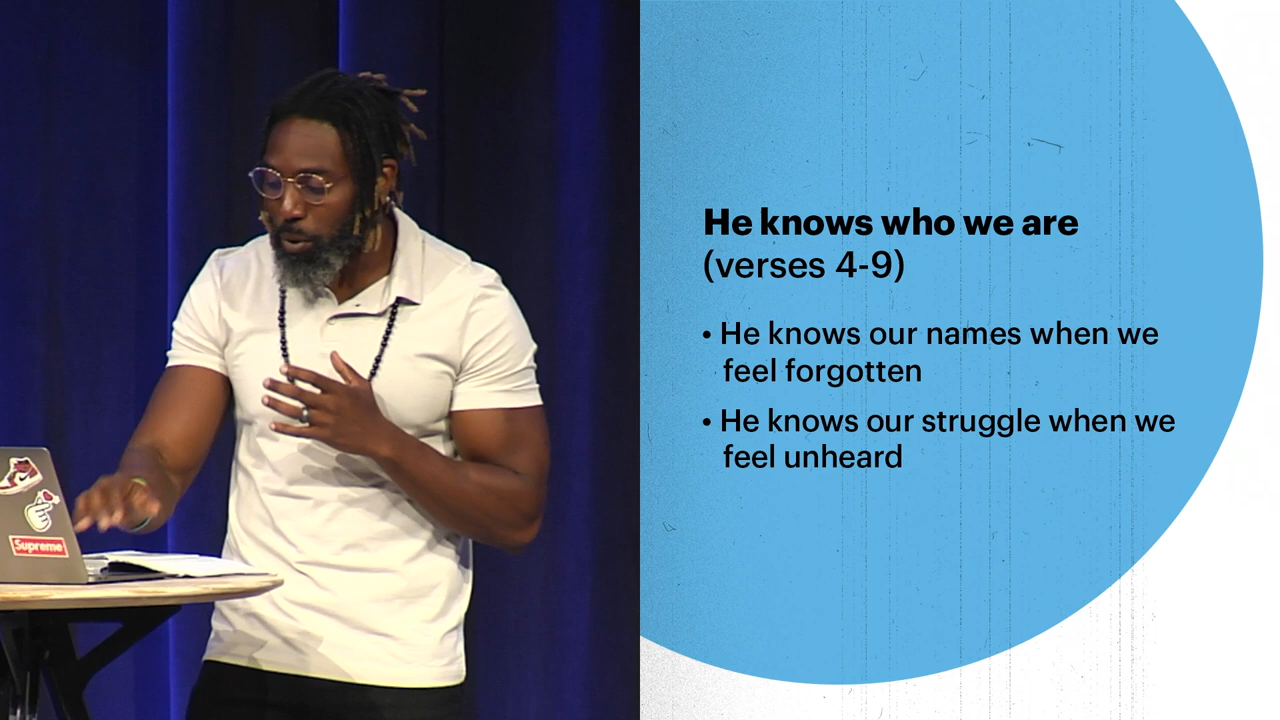 He knows who we are
(verses 4-9)
• He knows our names when we
feel forgotten
• He knows our struggle when we
feel unheard
Supreme